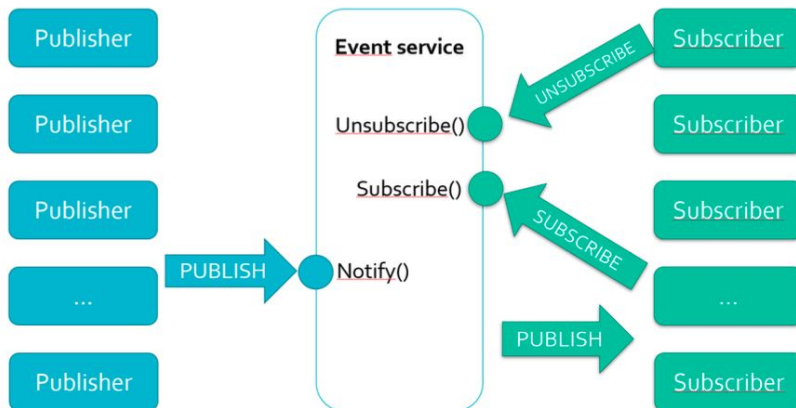 Publisher
Publisher
Publisher
...
Publisher
PUBLISH
Event service
Unsubscribe()
Subscribe()
Notify()
UNSUBSCRIBE
SUBSCRIBE
PUBLISH
Subscriber
Subscriber
Subscriber
...
Subscriber